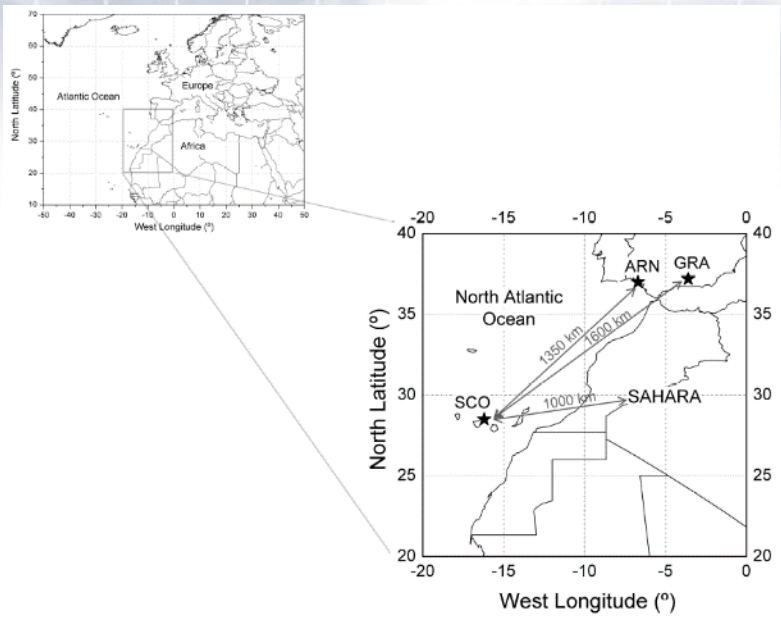 70
60
50
40
30
20
10
North Latitude (º)
Atlantic Ocean
Europe
Africa
-50 -40 -30 -20 -10 0 10 20 30 40 50
West Longitude (º)
-20 -15 -10 -5 0
40 40
35 35
30 30
25 25
20 20
North Latitude (º)
ARN GRA
North Atlantic
Ocean
1350 km
1600 km
SCO
1000 km
SAHARA
-20 -15 -10 -5 0
West Longitude (º)